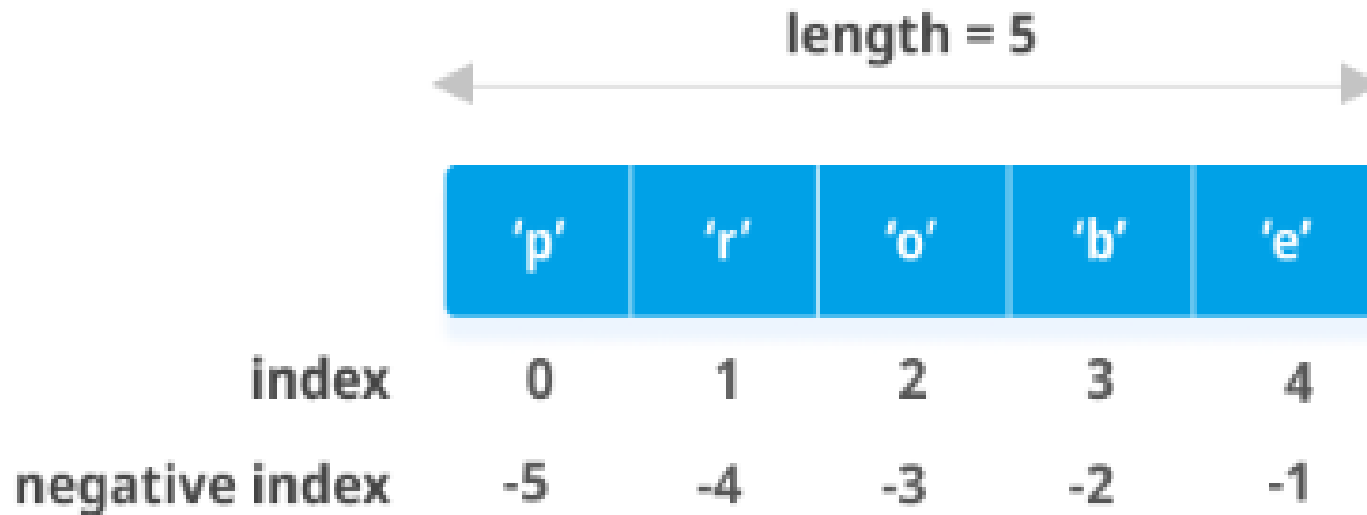 length = 5
‘p’ ‘r’ ‘o’ ‘b’ ‘e’
index 0 1 2 3 4
negative index -5 -4 -3 -2 -1